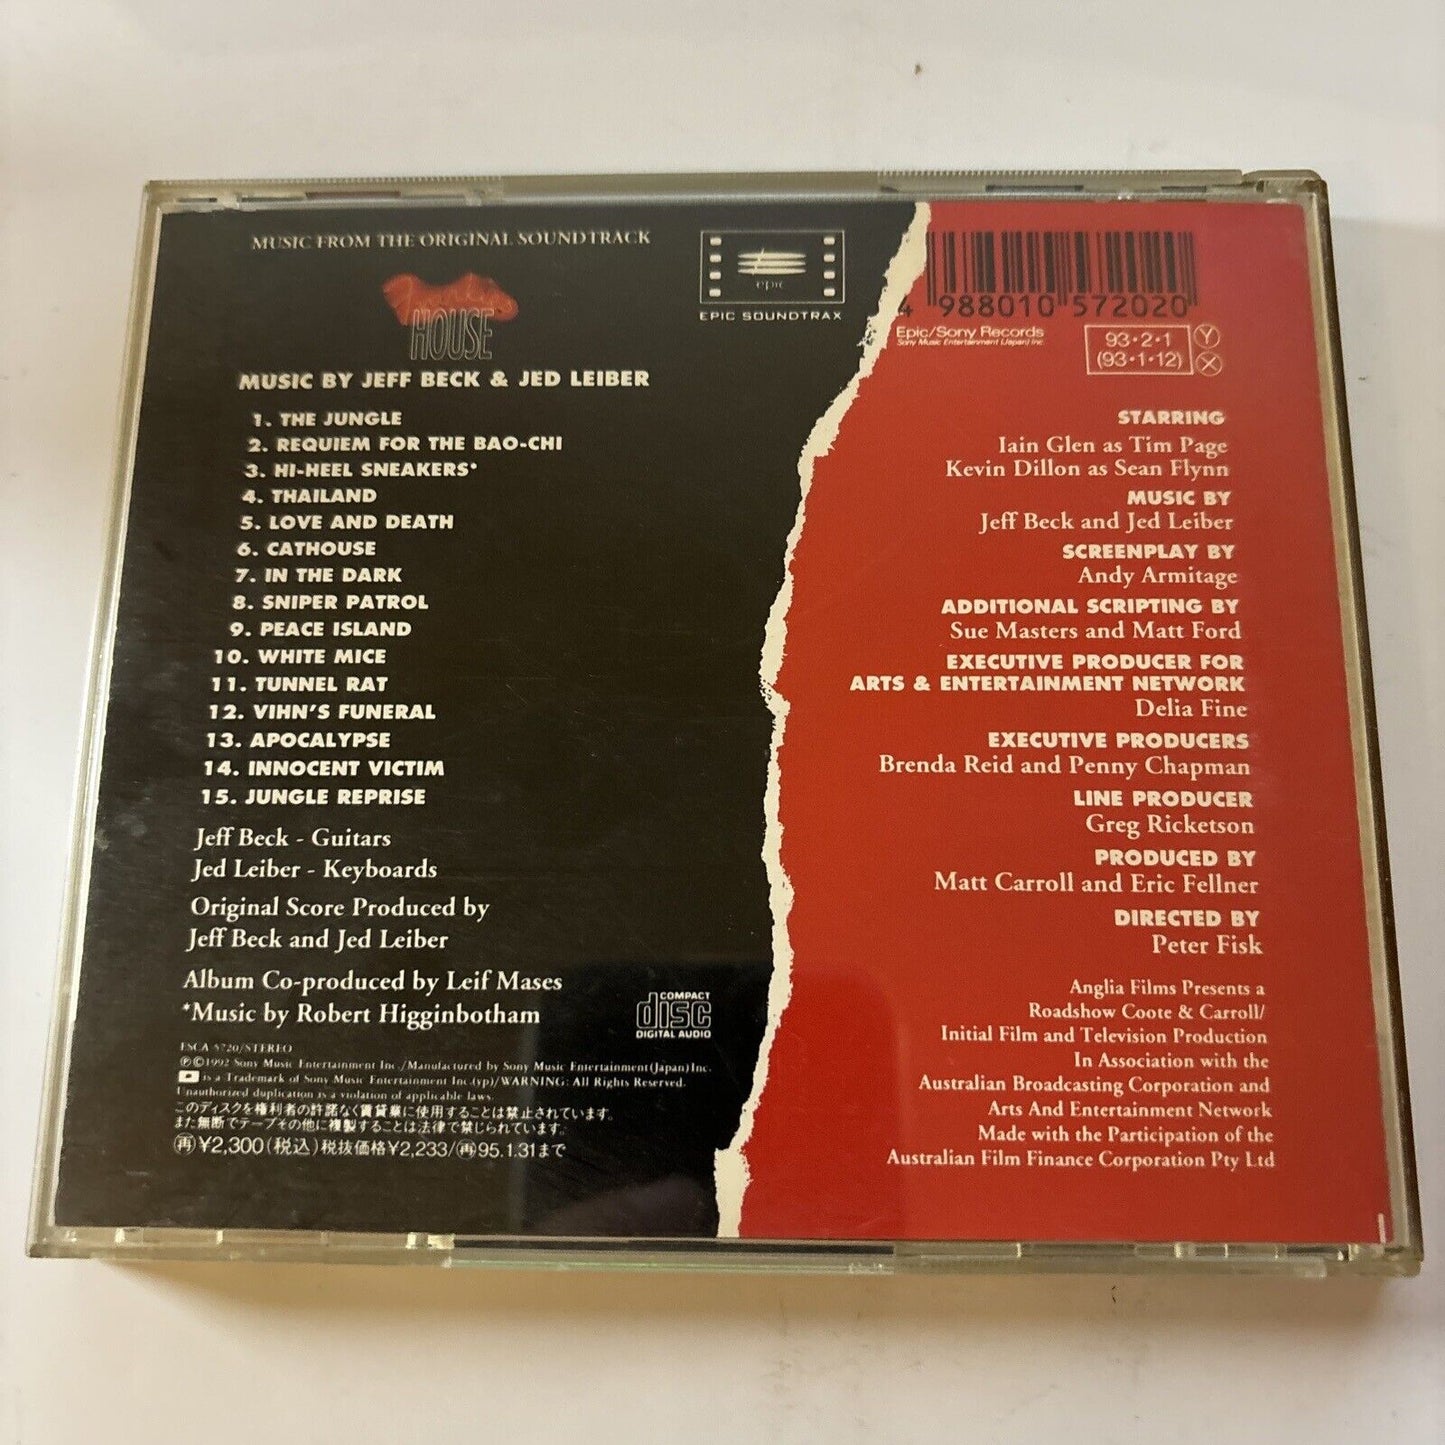 MUSIC FROM THE ORIGINAL SOUNDTRACK
Frankie's
HOUSE
MUSIC BY JEFF BECK & JED LEIBER
1. THE JUNGLE
2. REQUIEM FOR THE BAO-CHI
3. HI-HEEL SNEAKERS*
4. THAILAND
5. LOVE AND DEATH
6. CATHOUSE
7. IN THE DARK
8. SNIPER PATROL
9. PEACE ISLAND
10. WHITE MICE
11. TUNNEL RAT
12. VIHN'S FUNERAL
13. APOCALYPSE
14. INNOCENT VICTIM
15. JUNGLE REPRISE
Jeff Beck - Guitars
Jed Leiber - Keyboards
Original Score Produced by
Jeff Beck and Jed Leiber
Album Co-produced by Leif Mases
*Music by Robert Higginbotham
COMPACT
disc
DIGITAL AUDIO
ESCA-5720/STEREO
℗©1992 Sony Music Entertainment Inc./Manufactured by Sony Music Entertainment(Japan)Inc.
is a Trademark of Sony Music Entertainment Inc.(yp)/WARNING: All Rights Reserved.
Unauthorized duplication is a violation of applicable laws.
このディスクを権利者の許諾なく賃貸業に使用することは禁止されています。
また無断でテープその他に複製することは法律で禁じられています。
再¥2,300(税込)税抜価格¥2,233/再95.1.31まで
epic
EPIC SOUNDTRAX
4 988010 572020
Epic/Sony Records
Sony Music Entertainment (Japan) Inc.
93・2・1
(93・1・12)
Y
X
STARRING
Iain Glen as Tim Page
Kevin Dillon as Sean Flynn
MUSIC BY
Jeff Beck and Jed Leiber
SCREENPLAY BY
Andy Armitage
ADDITIONAL SCRIPTING BY
Sue Masters and Matt Ford
EXECUTIVE PRODUCER FOR
ARTS & ENTERTAINMENT NETWORK
Delia Fine
EXECUTIVE PRODUCERS
Brenda Reid and Penny Chapman
LINE PRODUCER
Greg Ricketson
PRODUCED BY
Matt Carroll and Eric Fellner
DIRECTED BY
Peter Fisk
Anglia Films Presents a
Roadshow Coote & Carroll/
Initial Film and Television Production
In Association with the
Australian Broadcasting Corporation and
Arts And Entertainment Network
Made with the Participation of the
Australian Film Finance Corporation Pty Ltd